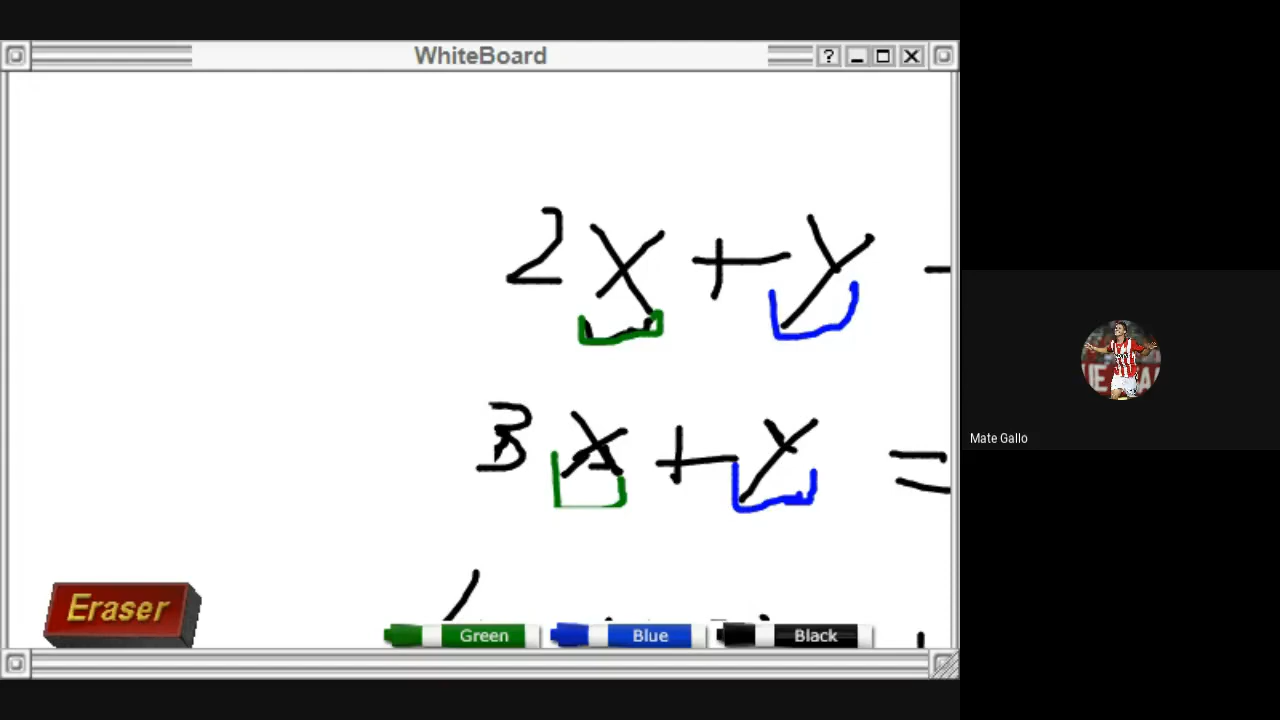 WhiteBoard
?
2x + y -
3x + y =
Mate Gallo
Eraser
Green Blue Black